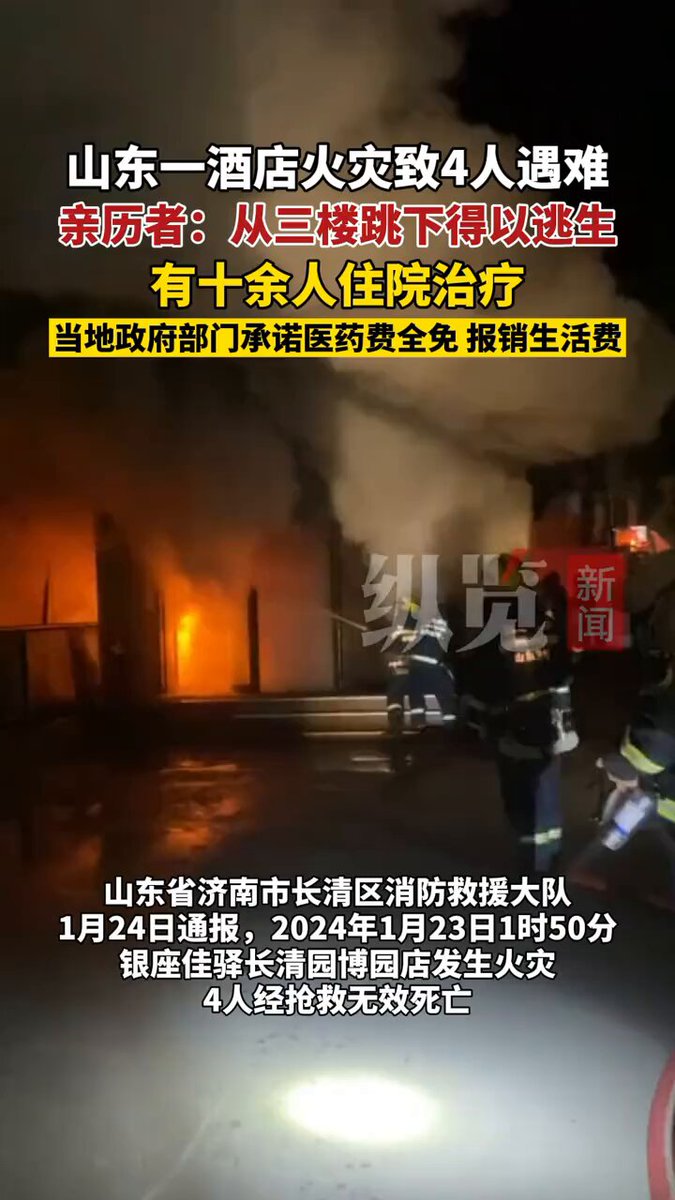 山东一酒店火灾致4人遇难
亲历者：从三楼跳下得以逃生
有十余人住院治疗
当地政府部门承诺医药费全免 报销生活费
纵览
新闻
山东省济南市长清区消防救援大队
1月24日通报，2024年1月23日1时50分
银座佳驿长清园博园店发生火灾
4人经抢救无效死亡